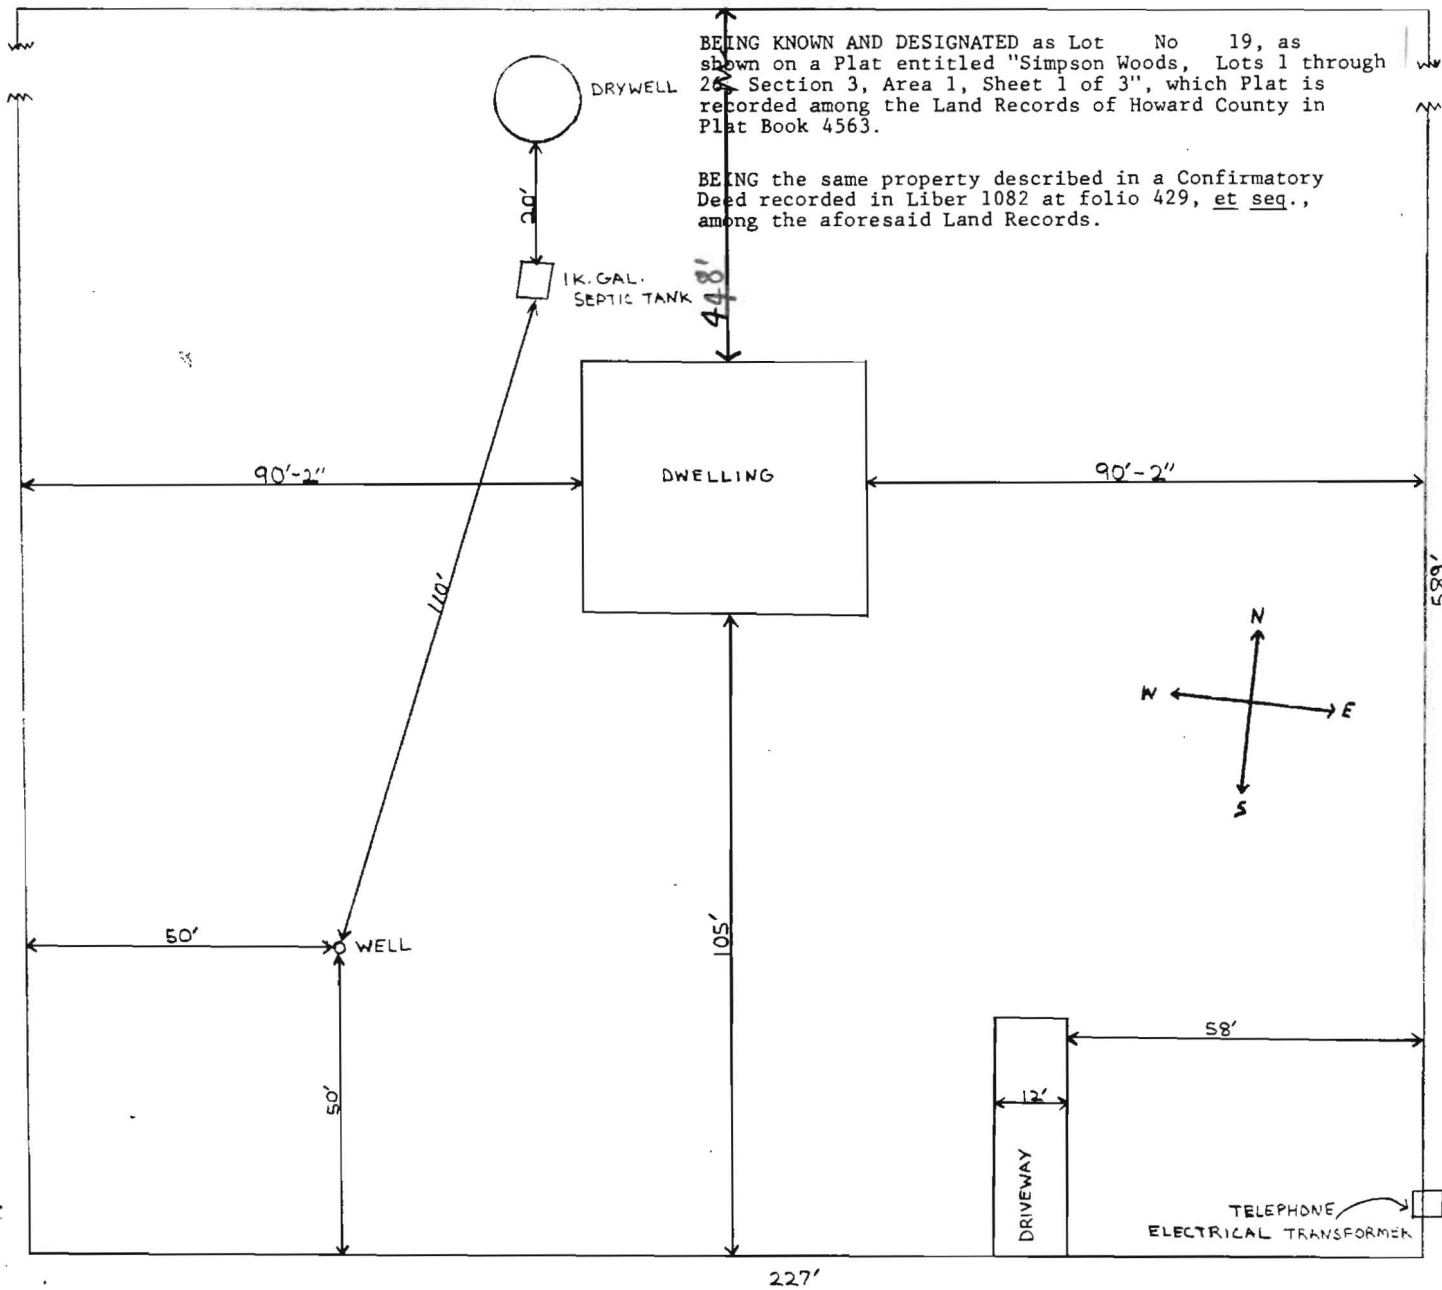 BEING KNOWN AND DESIGNATED as Lot No 19, as
shown on a Plat entitled "Simpson Woods, Lots 1 through
Section 3, Area 1, Sheet 1 of 3", which Plat is
recorded among the Land Records of Howard County in
Plat Book 4563.
BEING the same property described in a Confirmatory
Deed recorded in Liber 1082 at folio 429, et seq.,
among the aforesaid Land Records.
DRYWELL
20'
1K. GAL.
SEPTIC TANK
448'
90'-2"
DWELLING
90'-2"
589'
110'
N
W
E
S
50'
WELL
105'
58'
50'
12'
DRIVEWAY
TELEPHONE
ELECTRICAL TRANSFORMER
227'